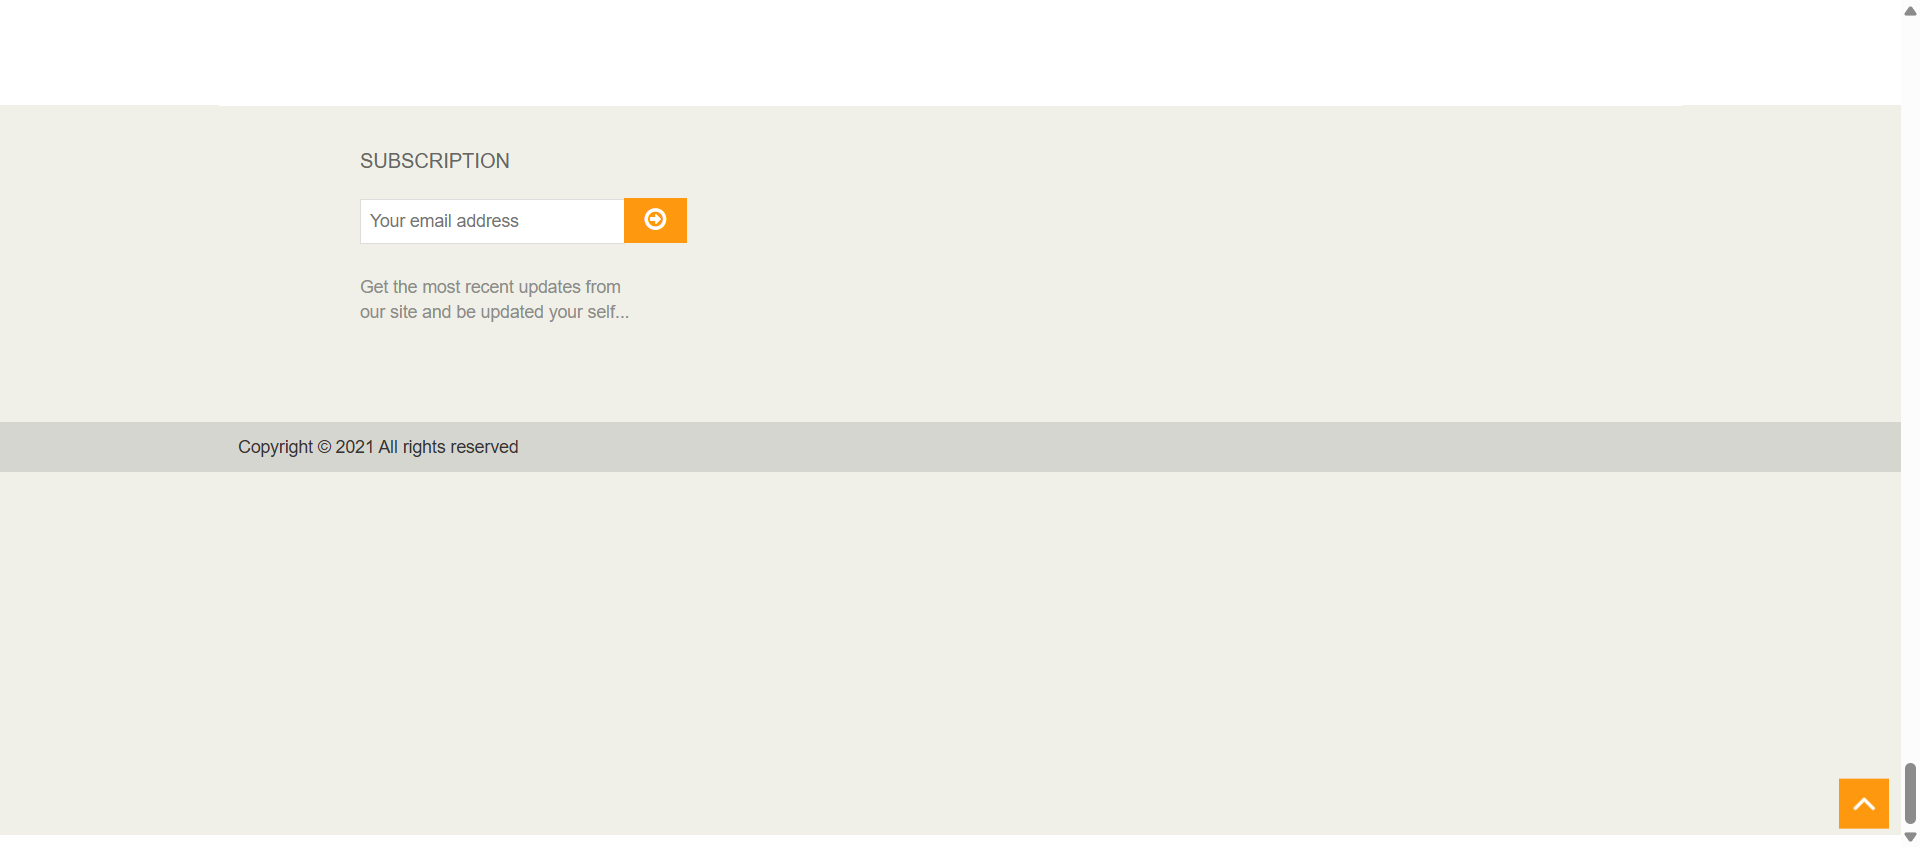 SUBSCRIPTION
Your email address
Get the most recent updates from
our site and be updated your self...
Copyright © 2021 All rights reserved